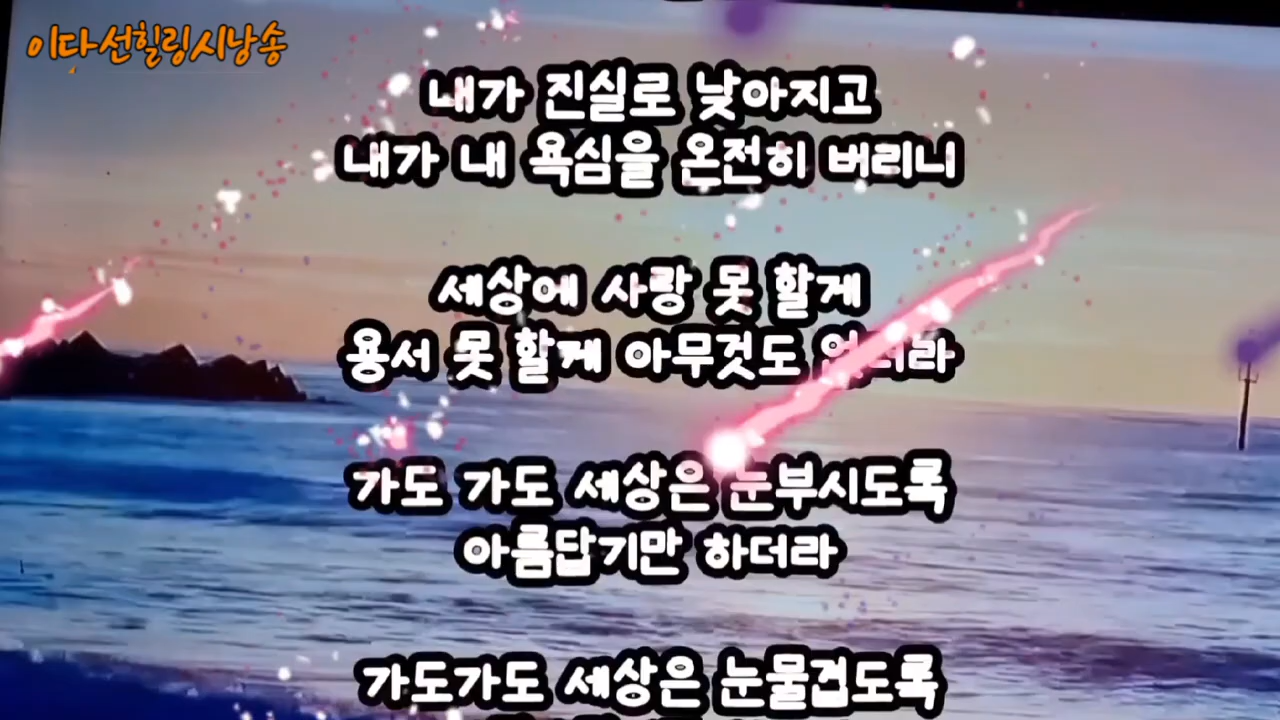 이다선힐링시낭송
내가 진실로 낮아지고
내가 내 욕심을 온전히 버리니
세상에 사랑 못 할게
용서 못 할게 아무것도
가도 가도 세상은 눈부시도록
아름답기만 하더라
가도가도 세상은 눈물겹도록